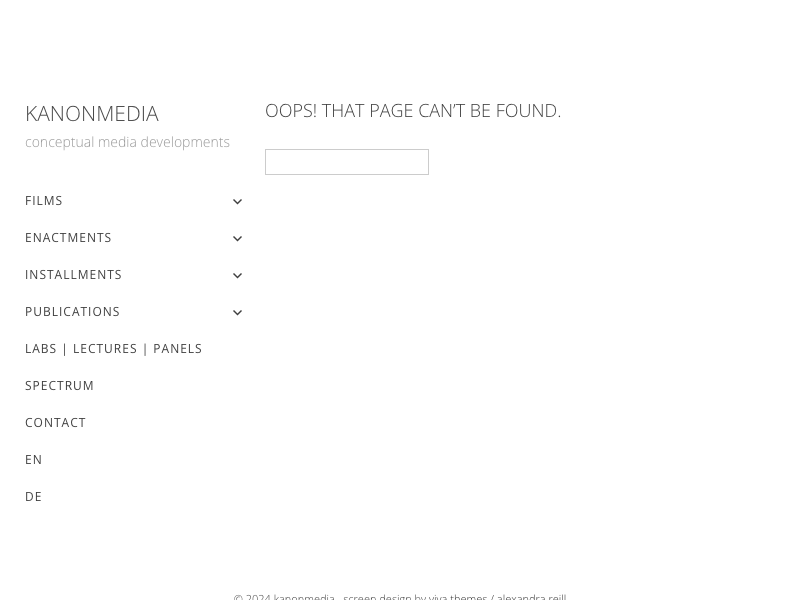 KANONMEDIA
conceptual media developments
FILMS
ENACTMENTS
INSTALLMENTS
PUBLICATIONS
LABS | LECTURES | PANELS
SPECTRUM
CONTACT
EN
DE
OOPS! THAT PAGE CAN’T BE FOUND.
© 2024 kanonmedia . screen design by viva themes / alexandra reill